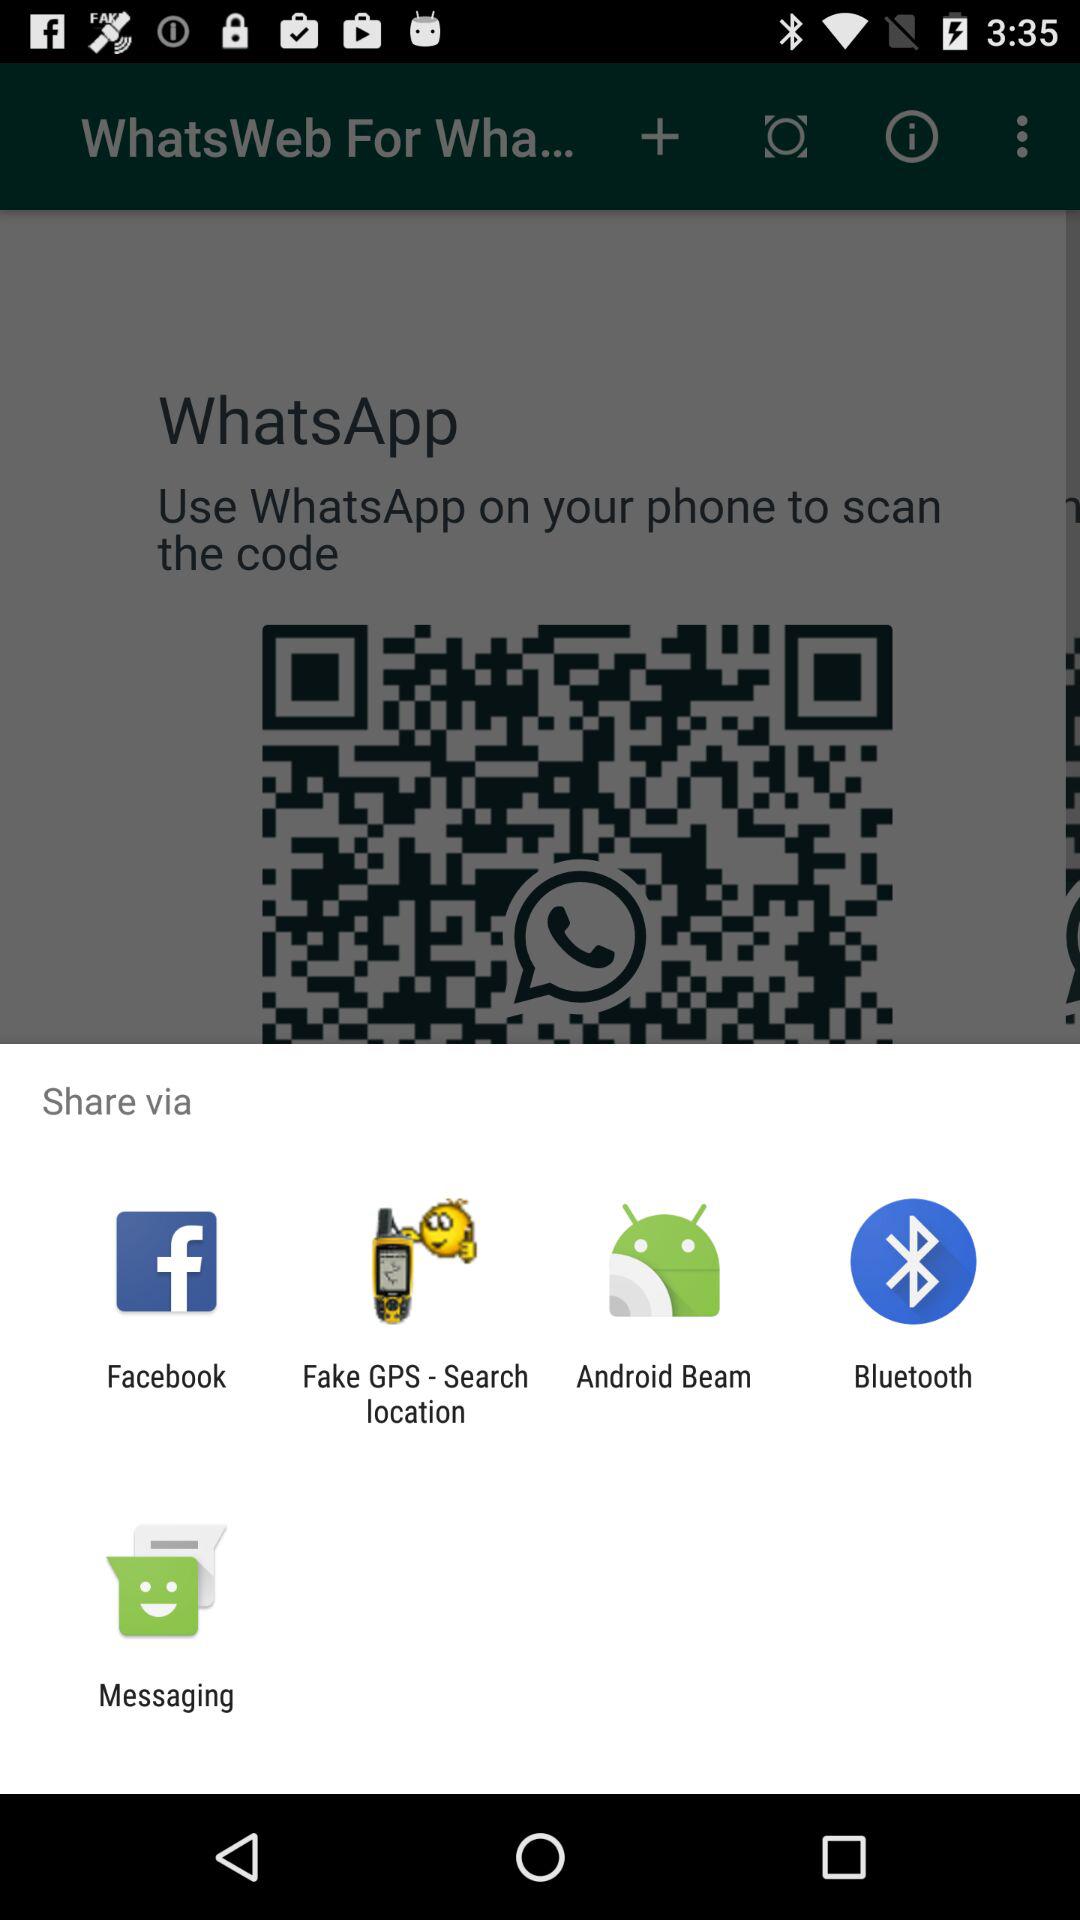 FAKE
3:35
WhatsWeb For Wha...
WhatsApp
Use WhatsApp on your phone to scan
the code
Share via
Facebook
Fake GPS - Search
location
Android Beam
Bluetooth
Messaging